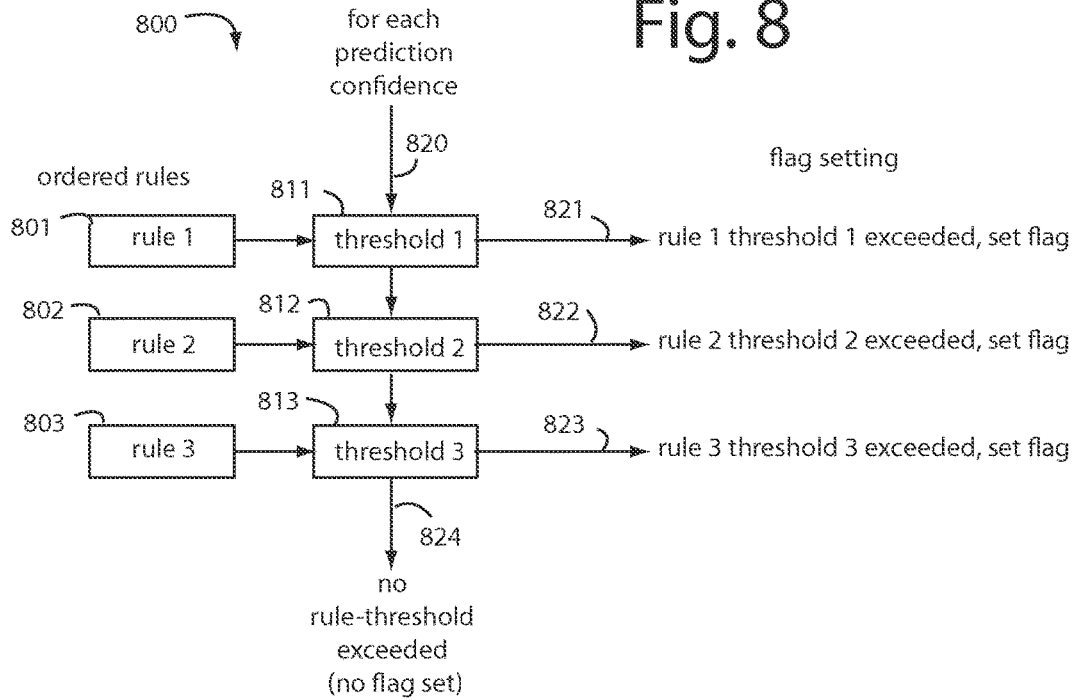 800
for each
prediction
confidence
Fig. 8
820
flag setting
ordered rules
811
821
801
rule 1
threshold 1
rule 1 threshold 1 exceeded, set flag
812
822
802
rule 2
threshold 2
rule 2 threshold 2 exceeded, set flag
813
823
803
rule 3
threshold 3
rule 3 threshold 3 exceeded, set flag
824
no
rule-threshold
exceeded
(no flag set)